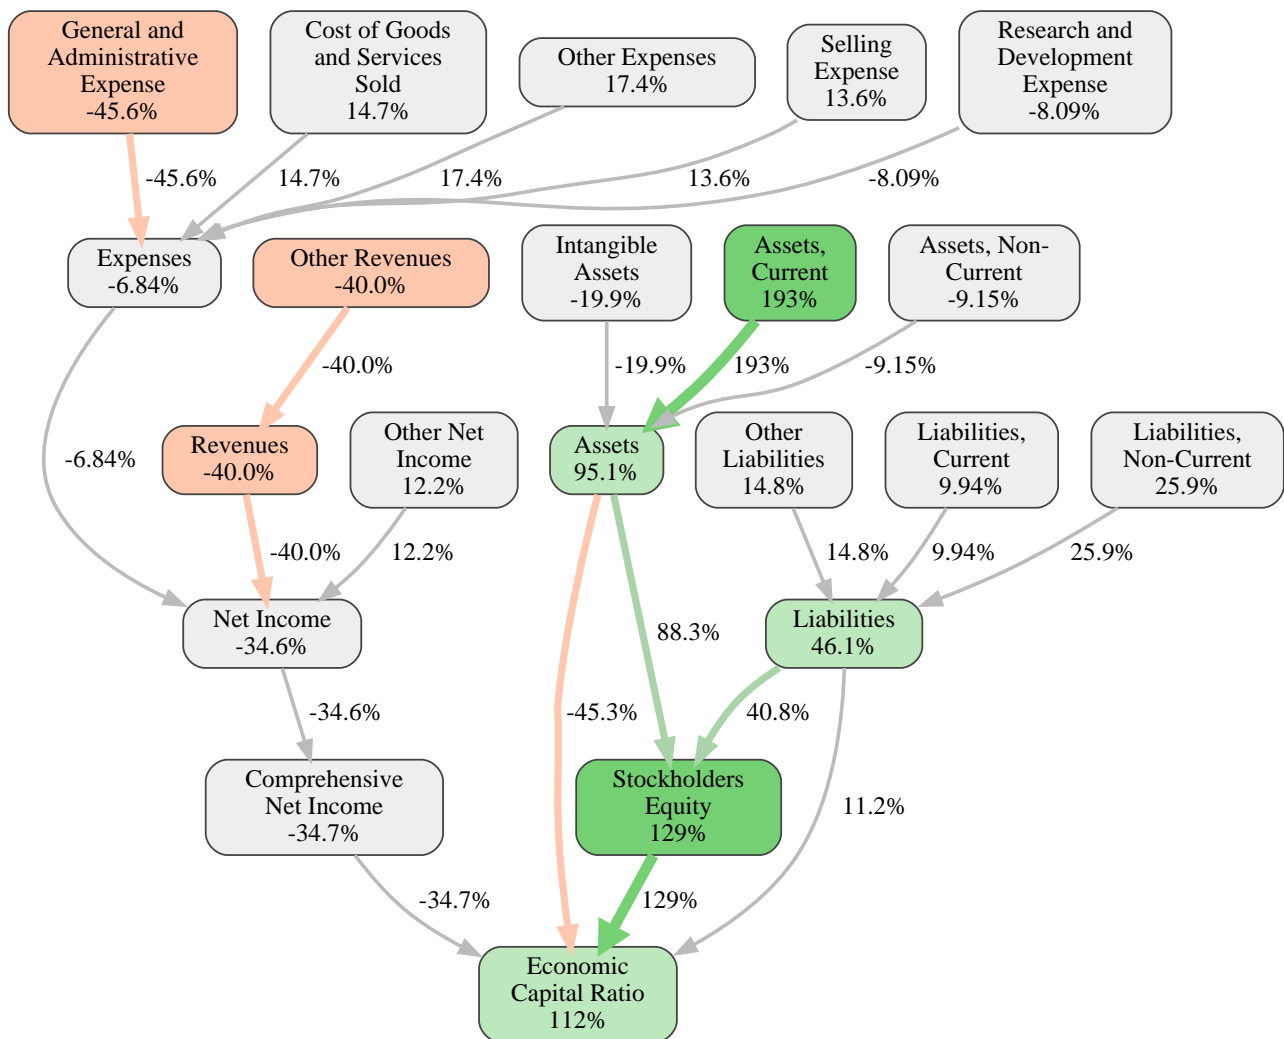 General and
Administrative
Expense
-45.6%
Cost of Goods
and Services
Sold
14.7%
Other Expenses
17.4%
Selling
Expense
13.6%
Research and
Development
Expense
-8.09%
-45.6%
14.7%
17.4%
13.6%
-8.09%
Expenses
-6.84%
Other Revenues
-40.0%
Intangible
Assets
-19.9%
Assets,
Current
193%
Assets, Non-
Current
-9.15%
-40.0%
-19.9%
193%
-9.15%
-6.84%
Revenues
-40.0%
Other Net
Income
12.2%
Assets
95.1%
Other
Liabilities
14.8%
Liabilities,
Current
9.94%
Liabilities,
Non-Current
25.9%
-40.0%
12.2%
14.8%
9.94%
25.9%
Net Income
-34.6%
88.3%
Liabilities
46.1%
-34.6%
-45.3%
40.8%
Comprehensive
Net Income
-34.7%
Stockholders
Equity
129%
11.2%
-34.7%
129%
Economic
Capital Ratio
112%